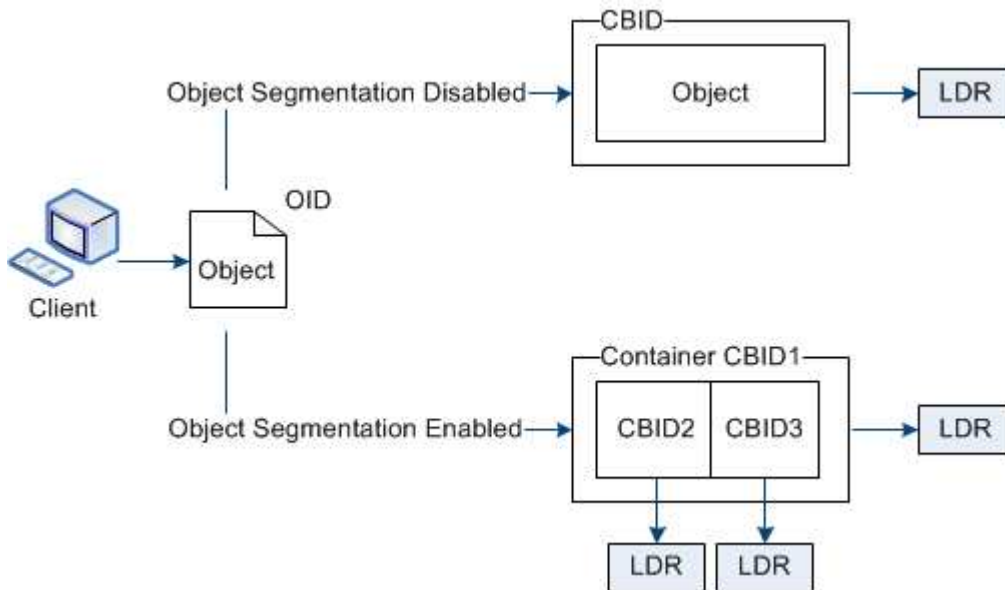 CBID
Object Segmentation Disabled
Object
LDR
OID
Object
Client
Container CBID1
Object Segmentation Enabled
CBID2
CBID3
LDR
LDR
LDR